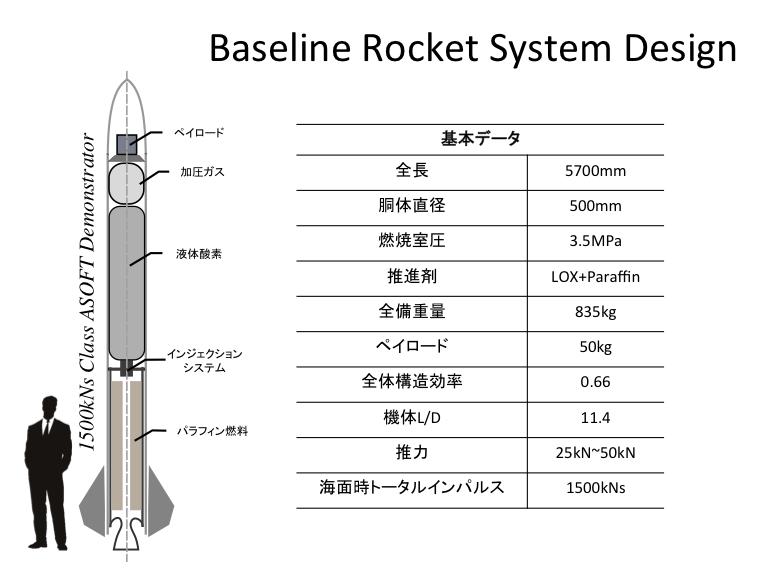 Baseline Rocket System Design
1500kNs Class ASOFT Demonstrator
ペイロード
加圧ガス
液体酸素
インジェクション
システム
パラフィン燃料
基本データ
全長 5700mm
胴体直径 500mm
燃焼室圧 3.5MPa
推進剤 LOX+Paraffin
全備重量 835kg
ペイロード 50kg
全体構造効率 0.66
機体L/D 11.4
推力 25kN~50kN
海面時トータルインパルス 1500kNs